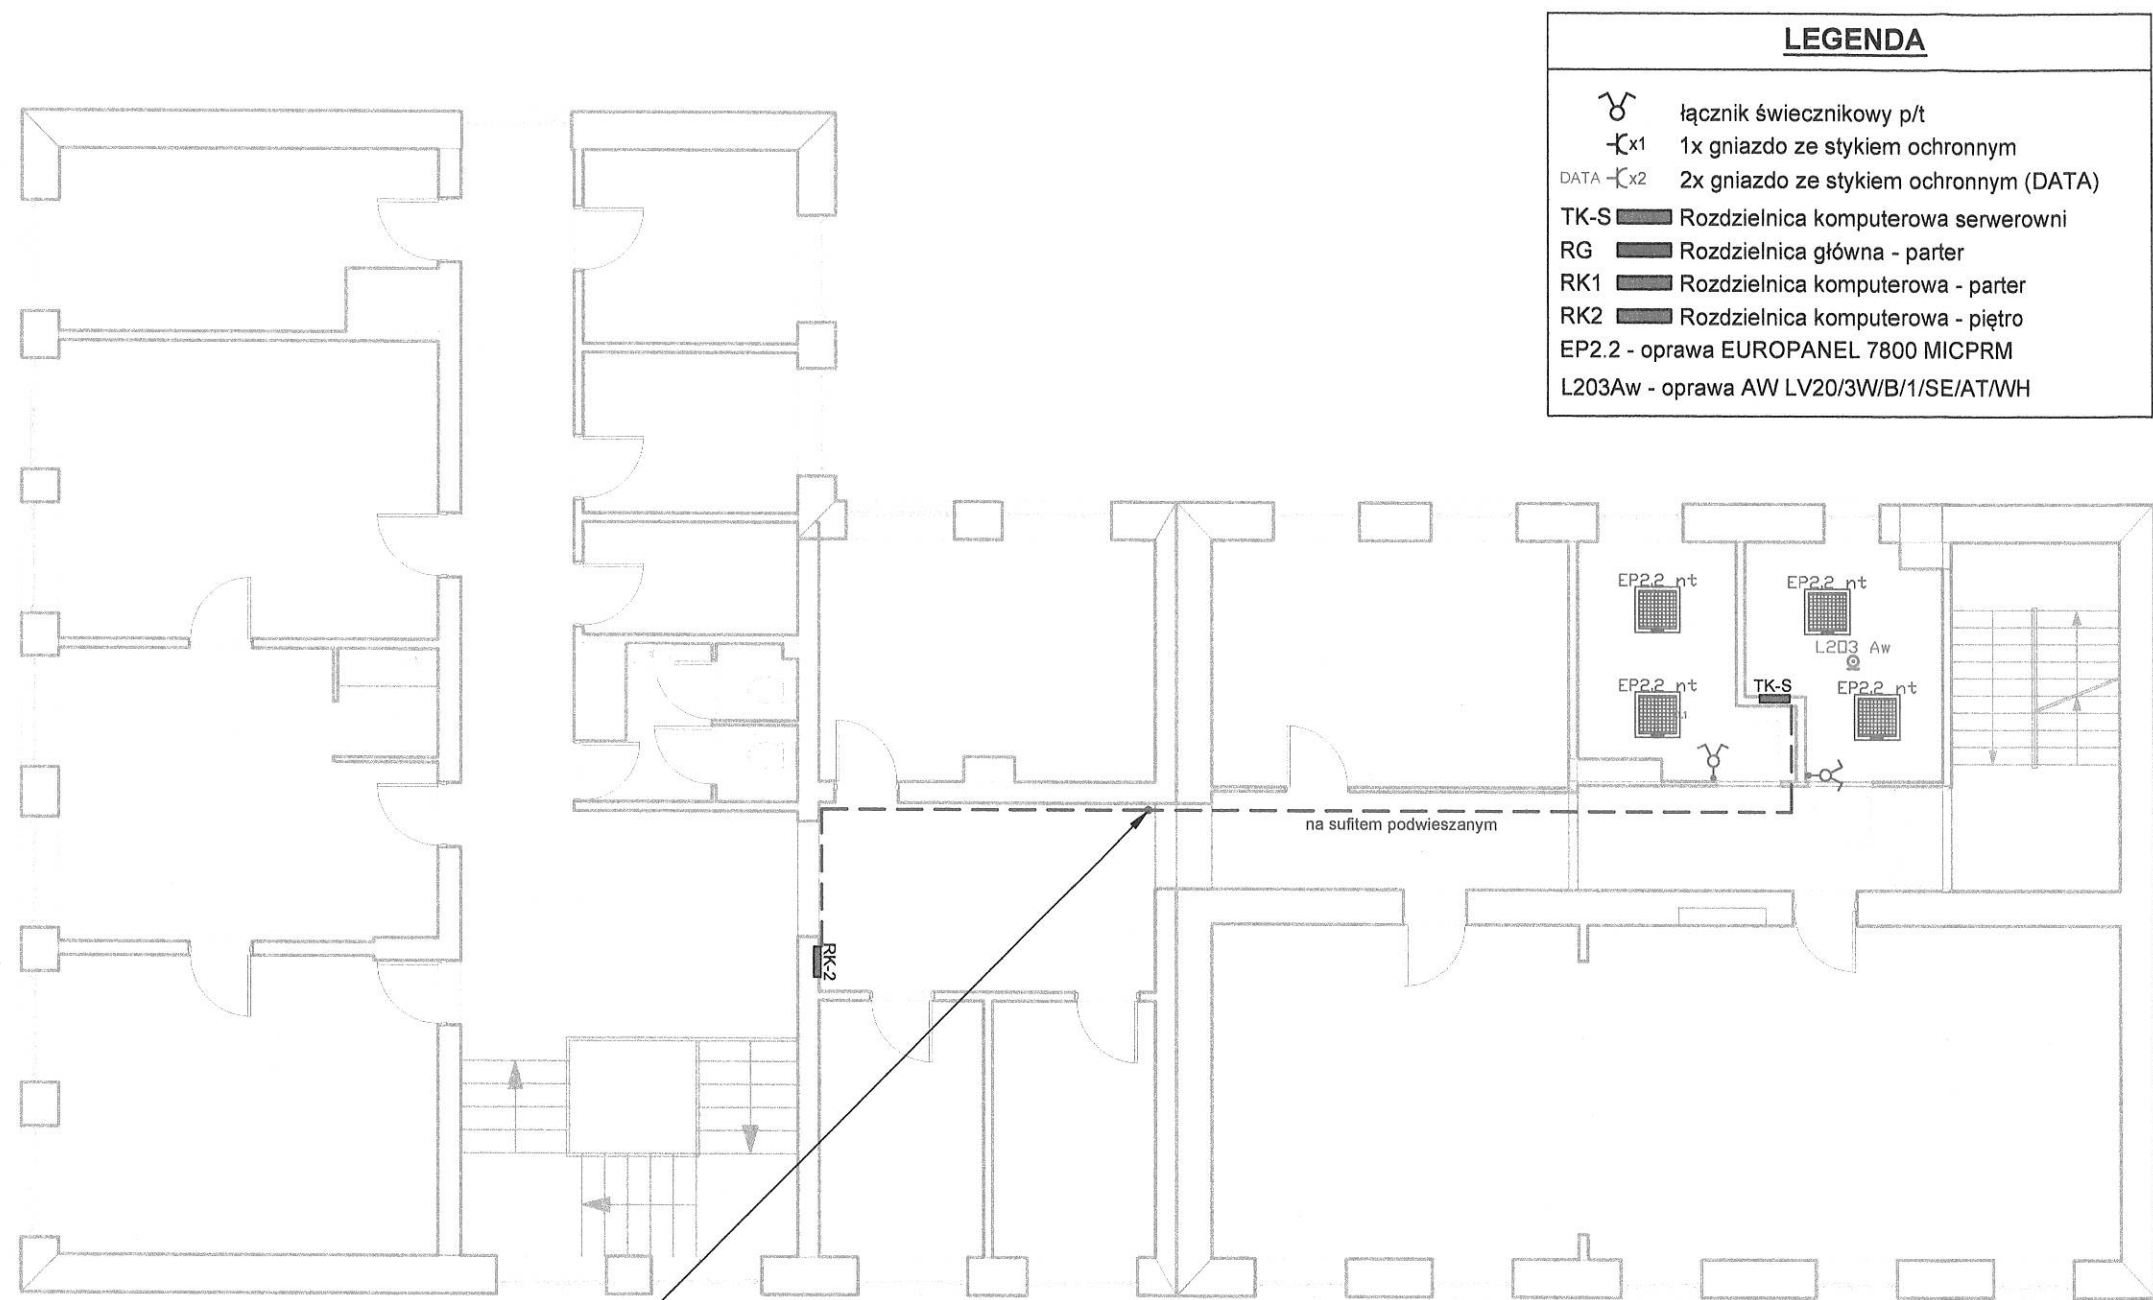 LEGENDA
łącznik świecznikowy p/t
x1 1x gniazdo ze stykiem ochronnym
DATA x2 2x gniazdo ze stykiem ochronnym (DATA)
TK-S Rozdzielnica komputerowa serwerowni
RG Rozdzielnica główna - parter
RK1 Rozdzielnica komputerowa - parter
RK2 Rozdzielnica komputerowa - piętro
EP2.2 - oprawa EUROPANEL 7800 MICPRM
L203Aw - oprawa AW LV20/3W/B/1/SE/AT/WH
EP2.2 nt
EP2.2 nt
L203 Aw
EP2.2 nt
TK-S
EP2.2 nt
na sufitem podwieszanym
RK-2